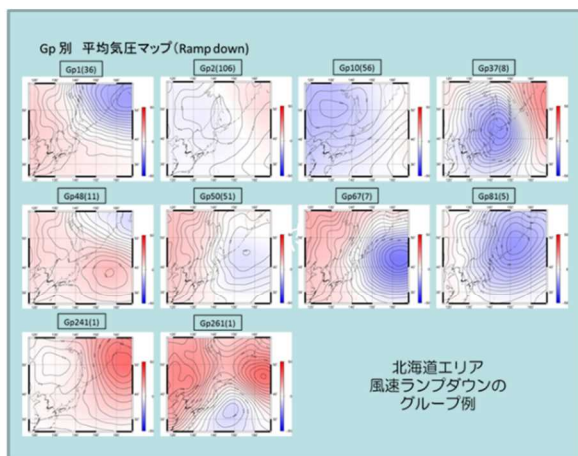 Gp 別 平均気圧マップ(Ramp down)
Gp1(36)
Gp2(106)
Gp10(56)
Gp37(8)
Gp48(11)
Gp50(51)
Gp67(7)
Gp81(5)
Gp241(1)
Gp261(1)
北海道エリア
風速ランプダウンの
グループ例